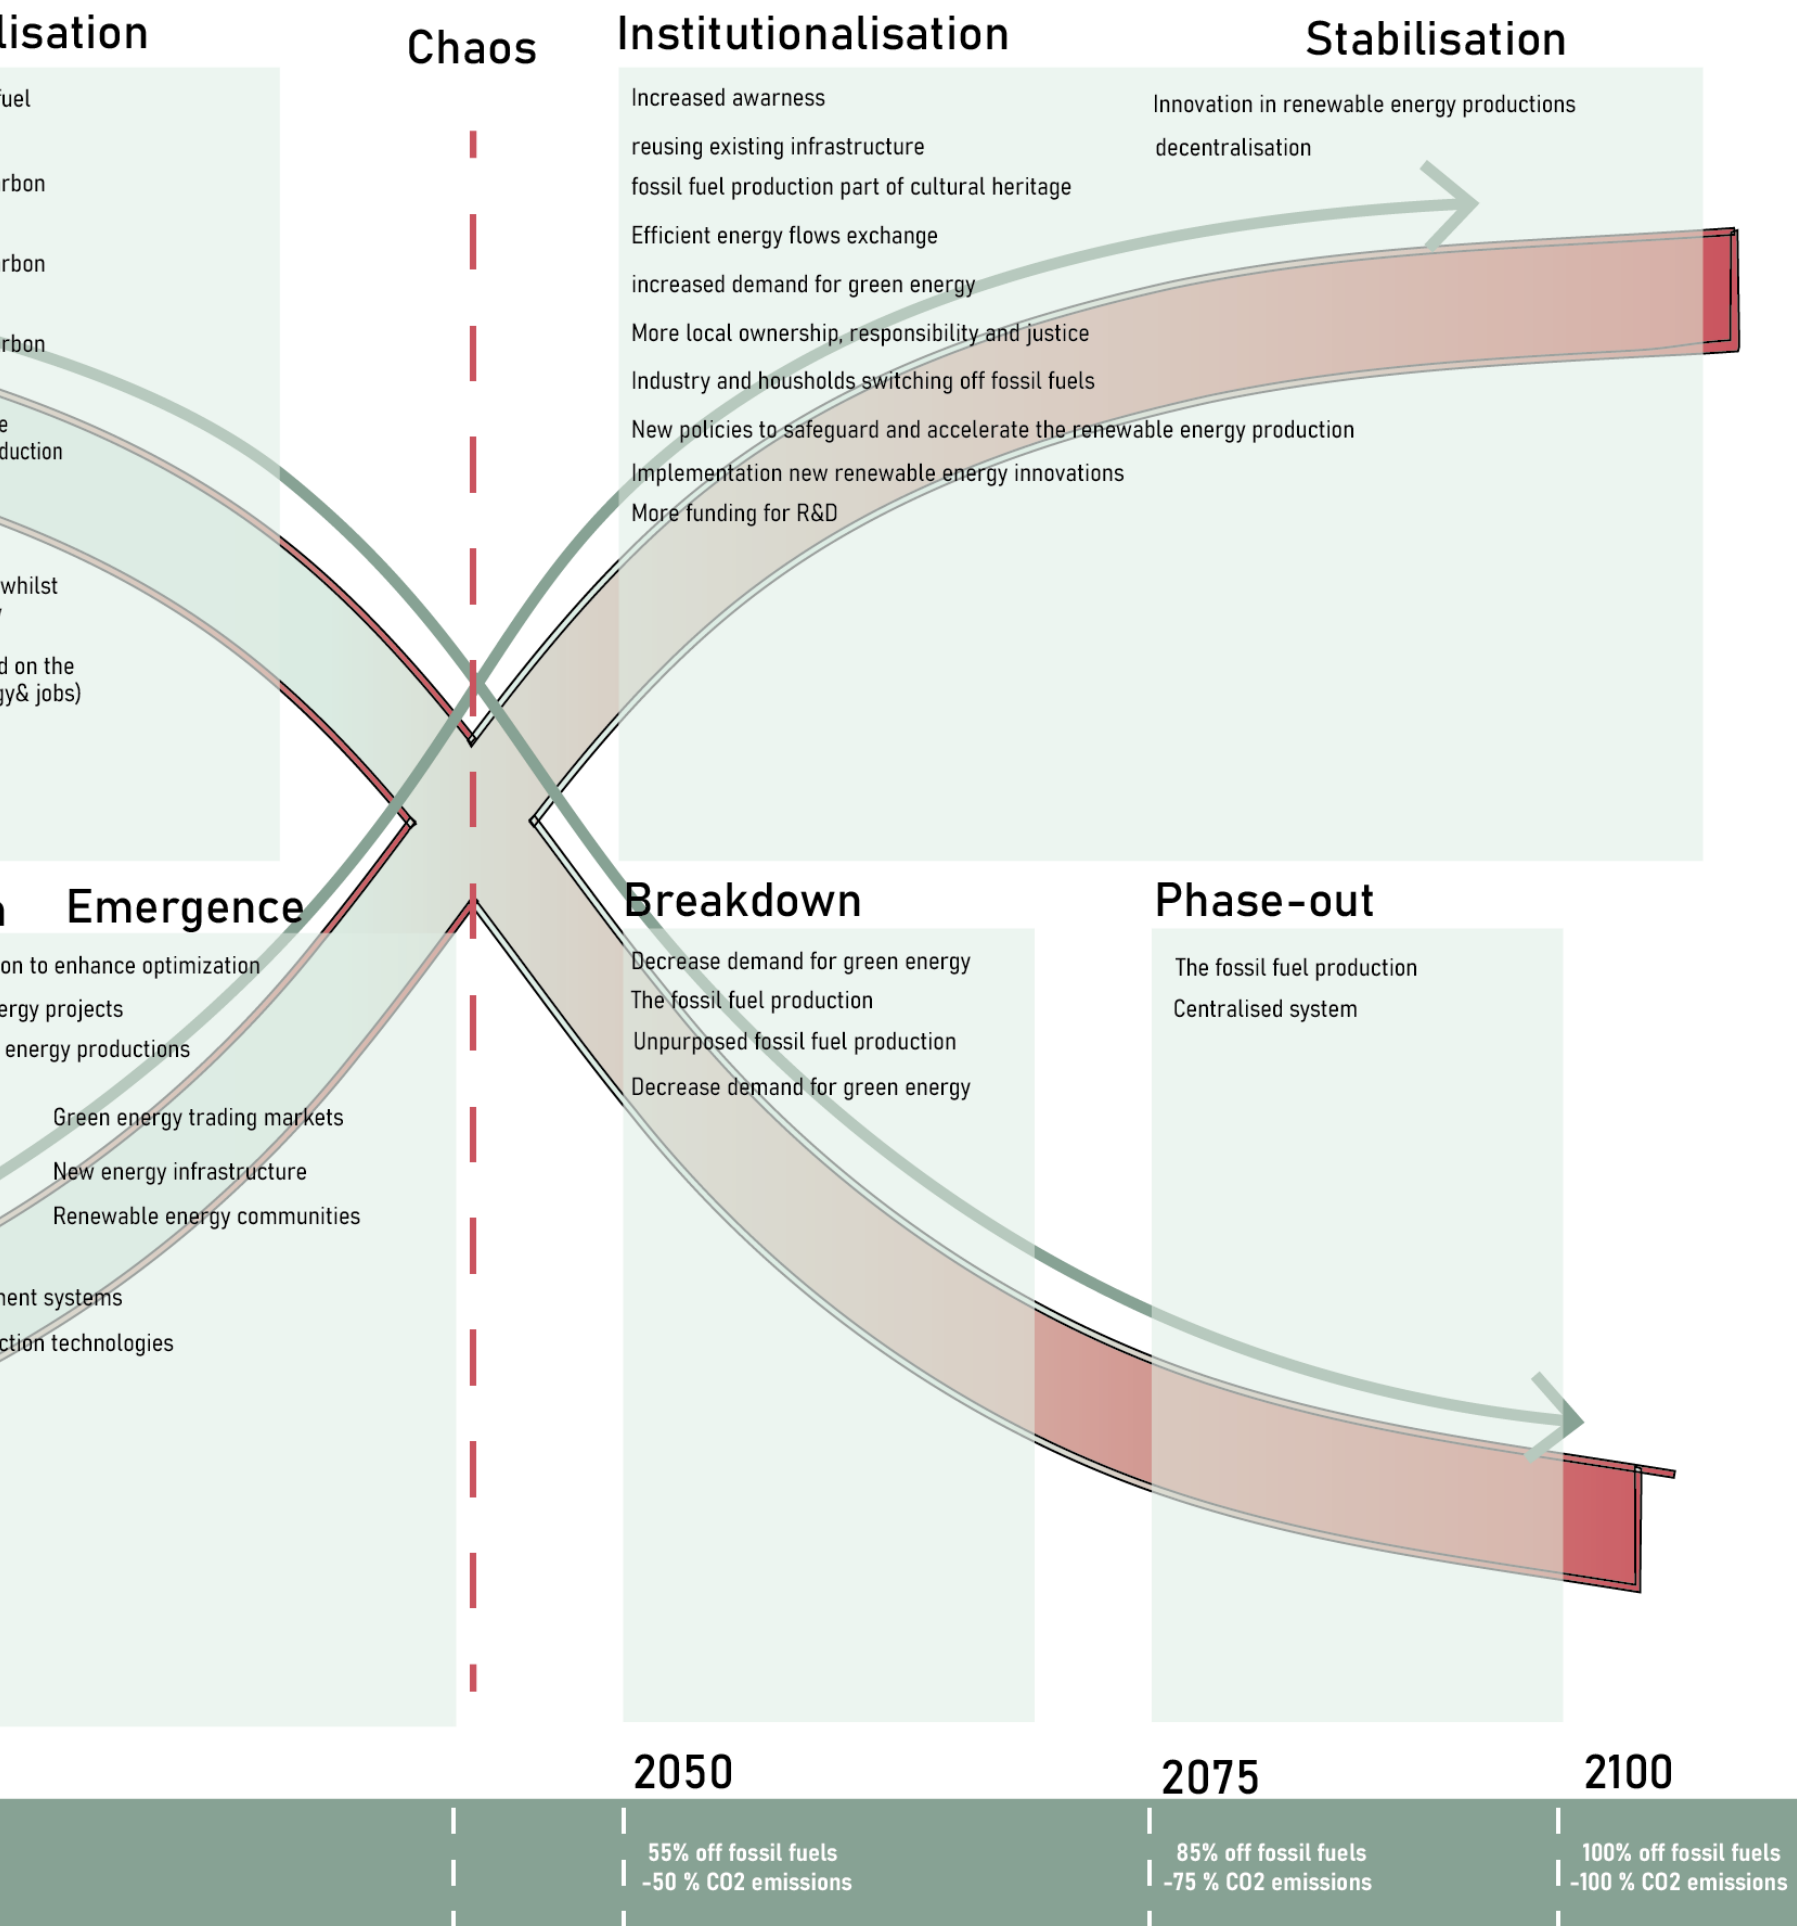 lisation
fuel
rbon
rbon
rbon
e
duction
whilst
d on the
gy& jobs)
Chaos
Institutionalisation
Increased awarness
reusing existing infrastructure
fossil fuel production part of cultural heritage
Efficient energy flows exchange
increased demand for green energy
More local ownership, responsibility and justice
Industry and housholds switching off fossil fuels
New policies to safeguard and accelerate the renewable energy production
Implementation new renewable energy innovations
More funding for R&D
Stabilisation
Innovation in renewable energy productions
decentralisation
Emergence
on to enhance optimization
ergy projects
energy productions
Green energy trading markets
New energy infrastructure
Renewable energy communities
ment systems
ction technologies
Breakdown
Decrease demand for green energy
The fossil fuel production
Unpurposed fossil fuel production
Decrease demand for green energy
Phase-out
The fossil fuel production
Centralised system
2050
55% off fossil fuels
-50 % CO2 emissions
2075
85% off fossil fuels
-75 % CO2 emissions
2100
100% off fossil fuels
-100 % CO2 emissions